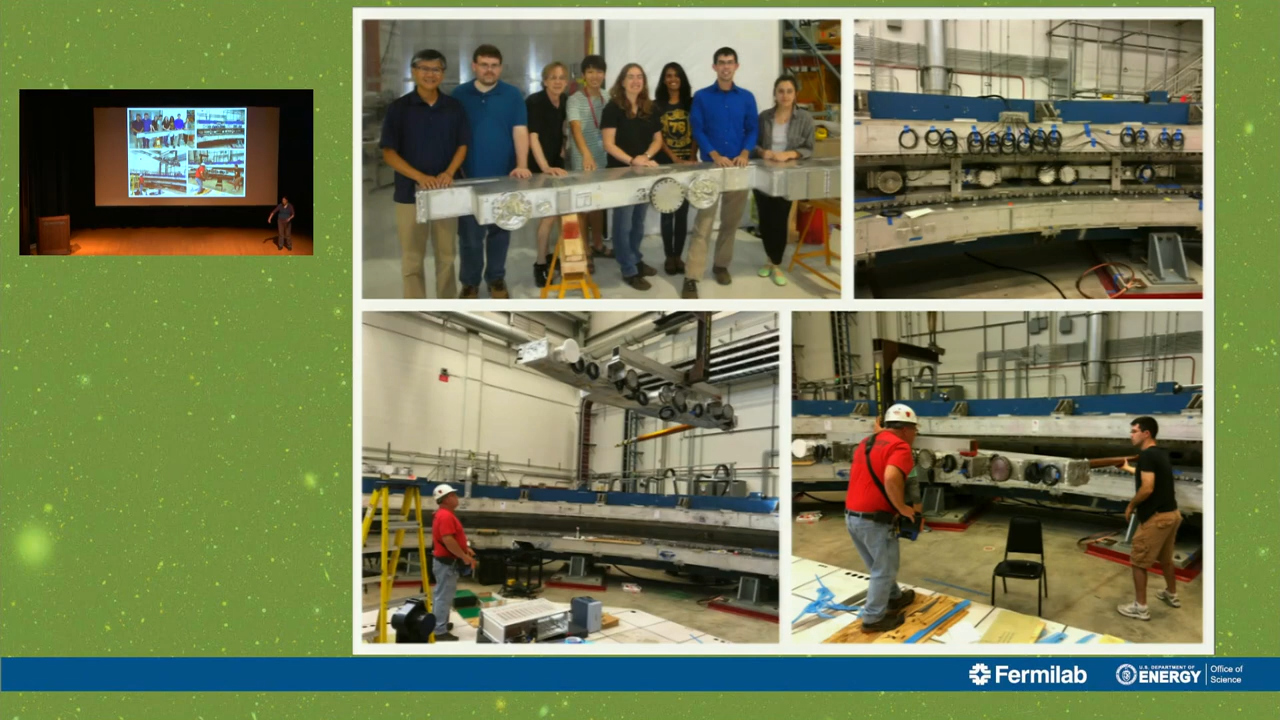 Fermilab
U.S. DEPARTMENT OF
ENERGY
Office of
Science